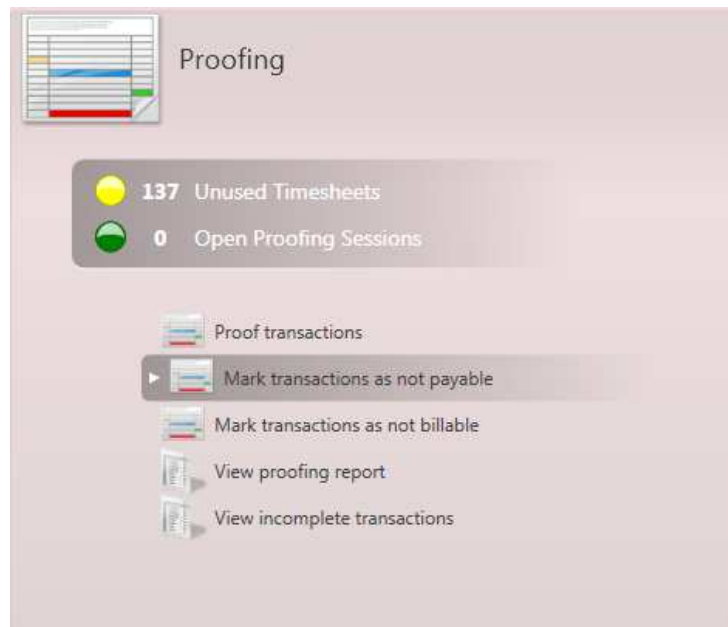 Proofing
137 Unused Timesheets
0 Open Proofing Sessions
Proof transactions
Mark transactions as not payable
Mark transactions as not billable
View proofing report
View incomplete transactions